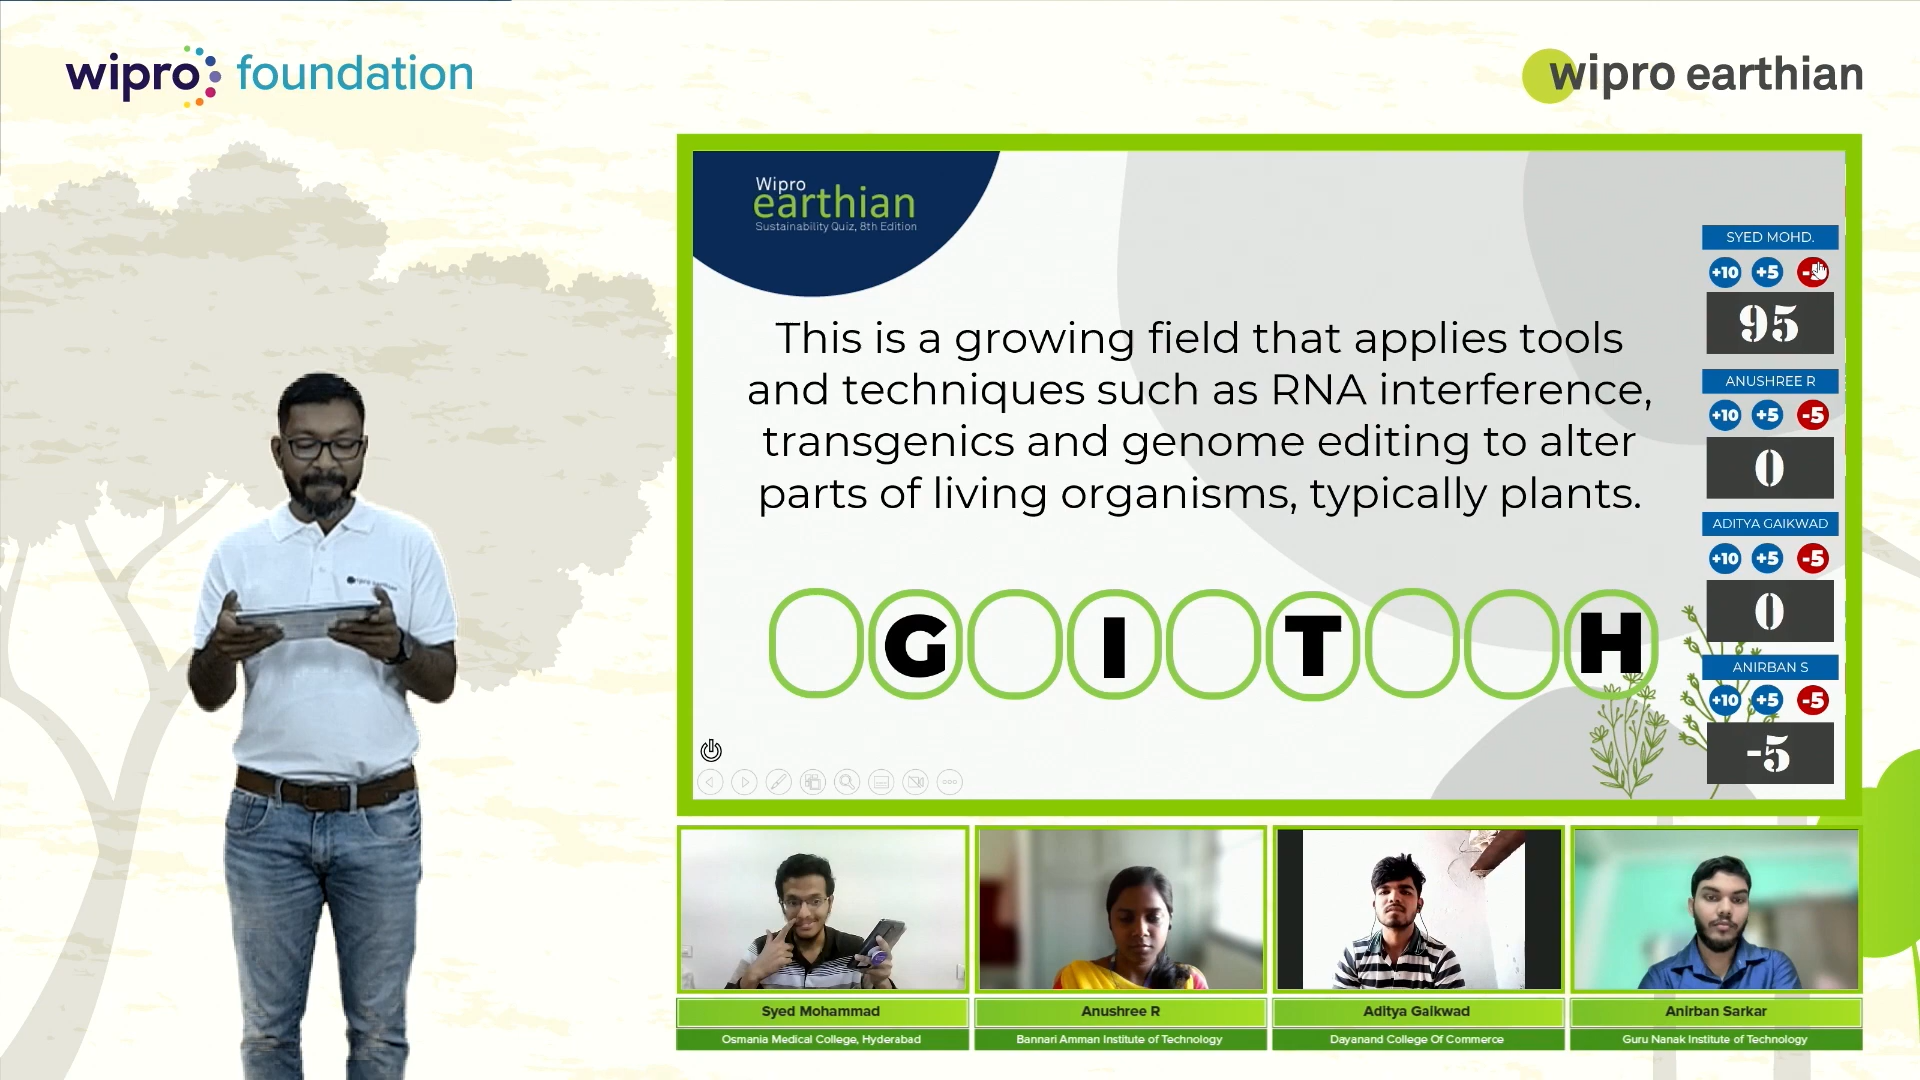 wipro foundation
wipro earthian
Wipro
earthian
Sustainability Quiz, 8th Edition
This is a growing field that applies tools
and techniques such as RNA interference,
transgenics and genome editing to alter
parts of living organisms, typically plants.
G I T H
SYED MOHD.
+10 +5
95
ANUSHREE R
+10 +5 -5
0
ADITYA GAIKWAD
+10 +5 -5
0
ANIRBAN S
+10 +5 -5
-5
Syed Mohammad
Osmania Medical College, Hyderabad
Anushree R
Bannari Amman Institute of Technology
Aditya Gaikwad
Dayanand College Of Commerce
Anirban Sarkar
Guru Nanak Institute of Technology